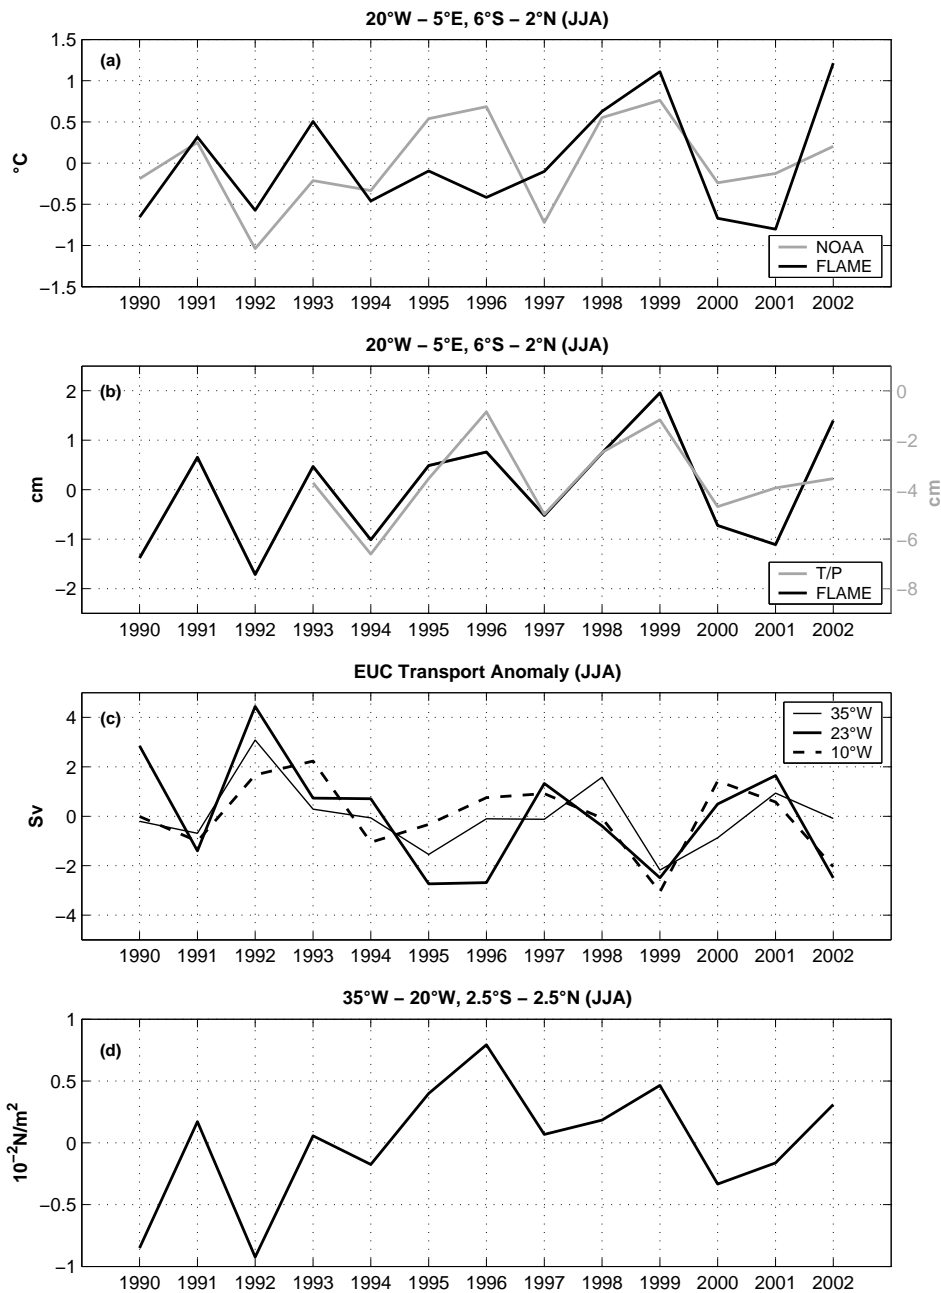 20°W – 5°E, 6°S – 2°N (JJA)
(a)
1.5
1
0.5
0
−0.5
−1
−1.5
°C
NOAA
FLAME
1990 1991 1992 1993 1994 1995 1996 1997 1998 1999 2000 2001 2002
20°W – 5°E, 6°S – 2°N (JJA)
(b)
2
1
0
−1
−2
cm
0
−2
−4
−6
−8
cm
T/P
FLAME
1990 1991 1992 1993 1994 1995 1996 1997 1998 1999 2000 2001 2002
EUC Transport Anomaly (JJA)
(c)
4
2
0
−2
−4
Sv
35°W
23°W
10°W
1990 1991 1992 1993 1994 1995 1996 1997 1998 1999 2000 2001 2002
35°W – 20°W, 2.5°S – 2.5°N (JJA)
(d)
1
0.5
0
−0.5
−1
10⁻²N/m²
1990 1991 1992 1993 1994 1995 1996 1997 1998 1999 2000 2001 2002